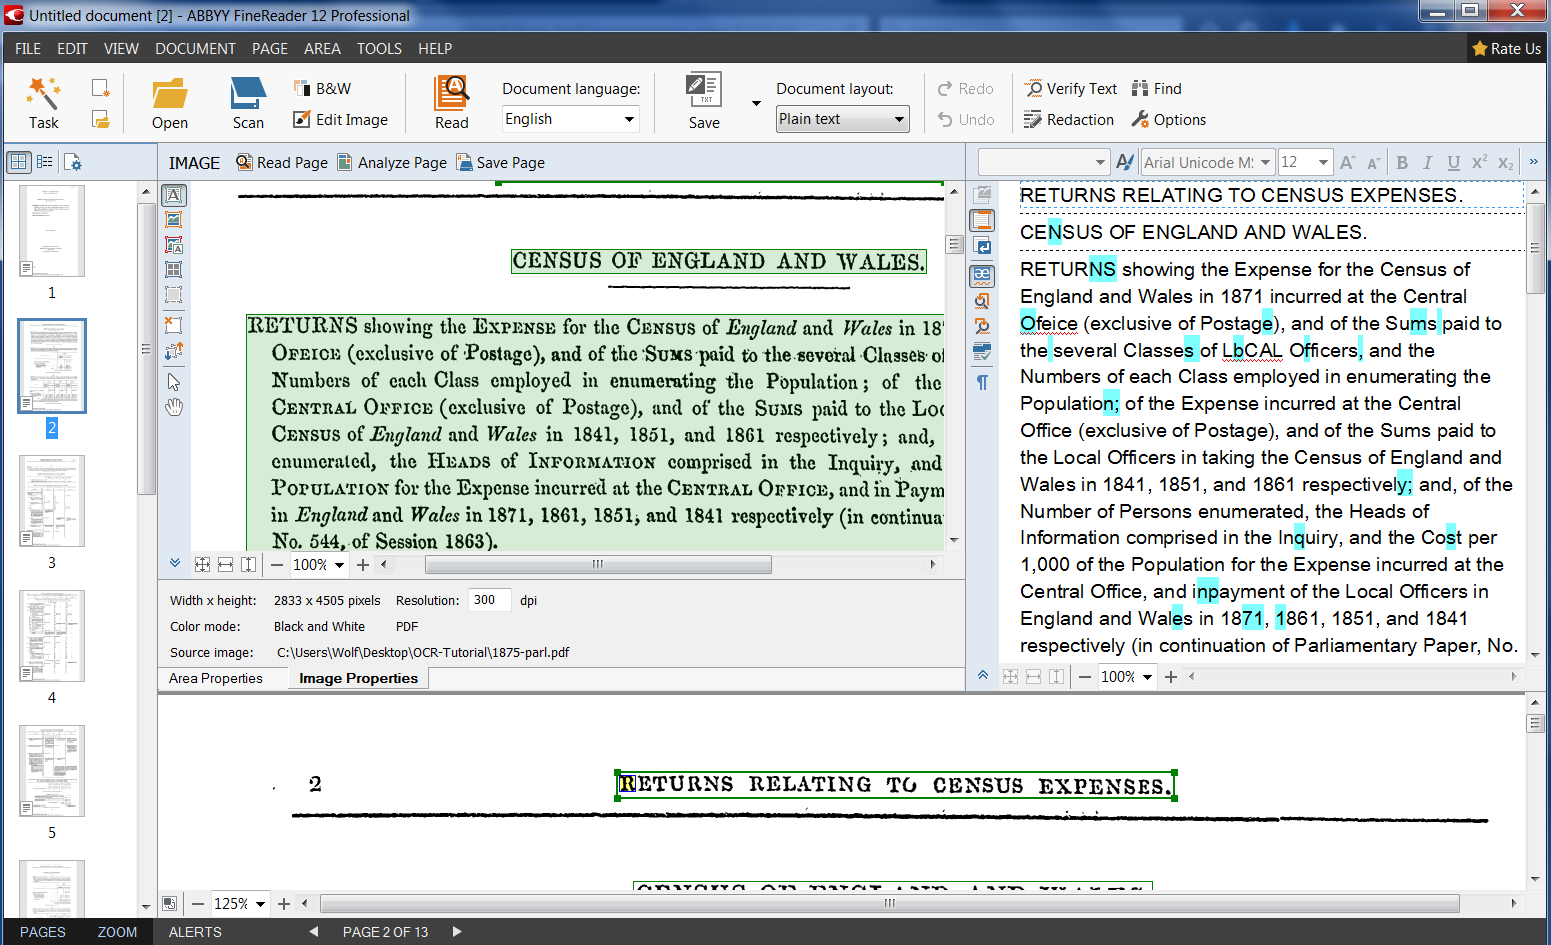 Untitled document [2] - ABBYY FineReader 12 Professional
FILE EDIT VIEW DOCUMENT PAGE AREA TOOLS HELP
Rate Us
Task
Open
Scan
B&W
Edit Image
Read
Document language:
English
TXT
Save
Document layout:
Plain text
Redo
Undo
Verify Text
Redaction
Find
Options
IMAGE Read Page Analyze Page Save Page
Arial Unicode M
12
B I U X² X₂ »
1
2
3
4
5
CENSUS OF ENGLAND AND WALES.
RETURNS showing the EXPENSE for the CENSUS of England and Wales in 18
OFEICE (exclusive of Postage), and of the SUMS paid to the several Classes o
Numbers of each Class employed in enumerating the Population; of the
CENTRAL OFFICE (exclusive of Postage), and of the SUMS paid to the Loc
CENSUS of England and Wales in 1841, 1851, and 1861 respectively; and,
enumerated, the HEADS of INFORMATION comprised in the Inquiry, and
POPULATION for the Expense incurred at the CENTRAL OFFICE, and in Paym
in England and Wales in 1871, 1861, 1851, and 1841 respectively (in continua
No. 544, of Session 1863).
100%
Width x height: 2833 x 4505 pixels Resolution: 300 dpi
Color mode: Black and White PDF
Source image: C:\Users\Wolf\Desktop\OCR-Tutorial\1875-parl.pdf
Area Properties Image Properties
RETURNS RELATING TO CENSUS EXPENSES.
CENSUS OF ENGLAND AND WALES.
RETURNS showing the Expense for the Census of
England and Wales in 1871 incurred at the Central
Ofeice (exclusive of Postage), and of the Sums paid to
the several Classes of LbCAL Officers, and the
Numbers of each Class employed in enumerating the
Population; of the Expense incurred at the Central
Office (exclusive of Postage), and of the Sums paid to
the Local Officers in taking the Census of England and
Wales in 1841, 1851, and 1861 respectively; and, of the
Number of Persons enumerated, the Heads of
Information comprised in the Inquiry, and the Cost per
1,000 of the Population for the Expense incurred at the
Central Office, and inpayment of the Local Officers in
England and Wales in 1871, 1861, 1851, and 1841
respectively (in continuation of Parliamentary Paper, No.
100%
2 RETURNS RELATING TO CENSUS EXPENSES.
CENSUS OF ENGLAND AND WALES.
125%
PAGES ZOOM ALERTS PAGE 2 OF 13